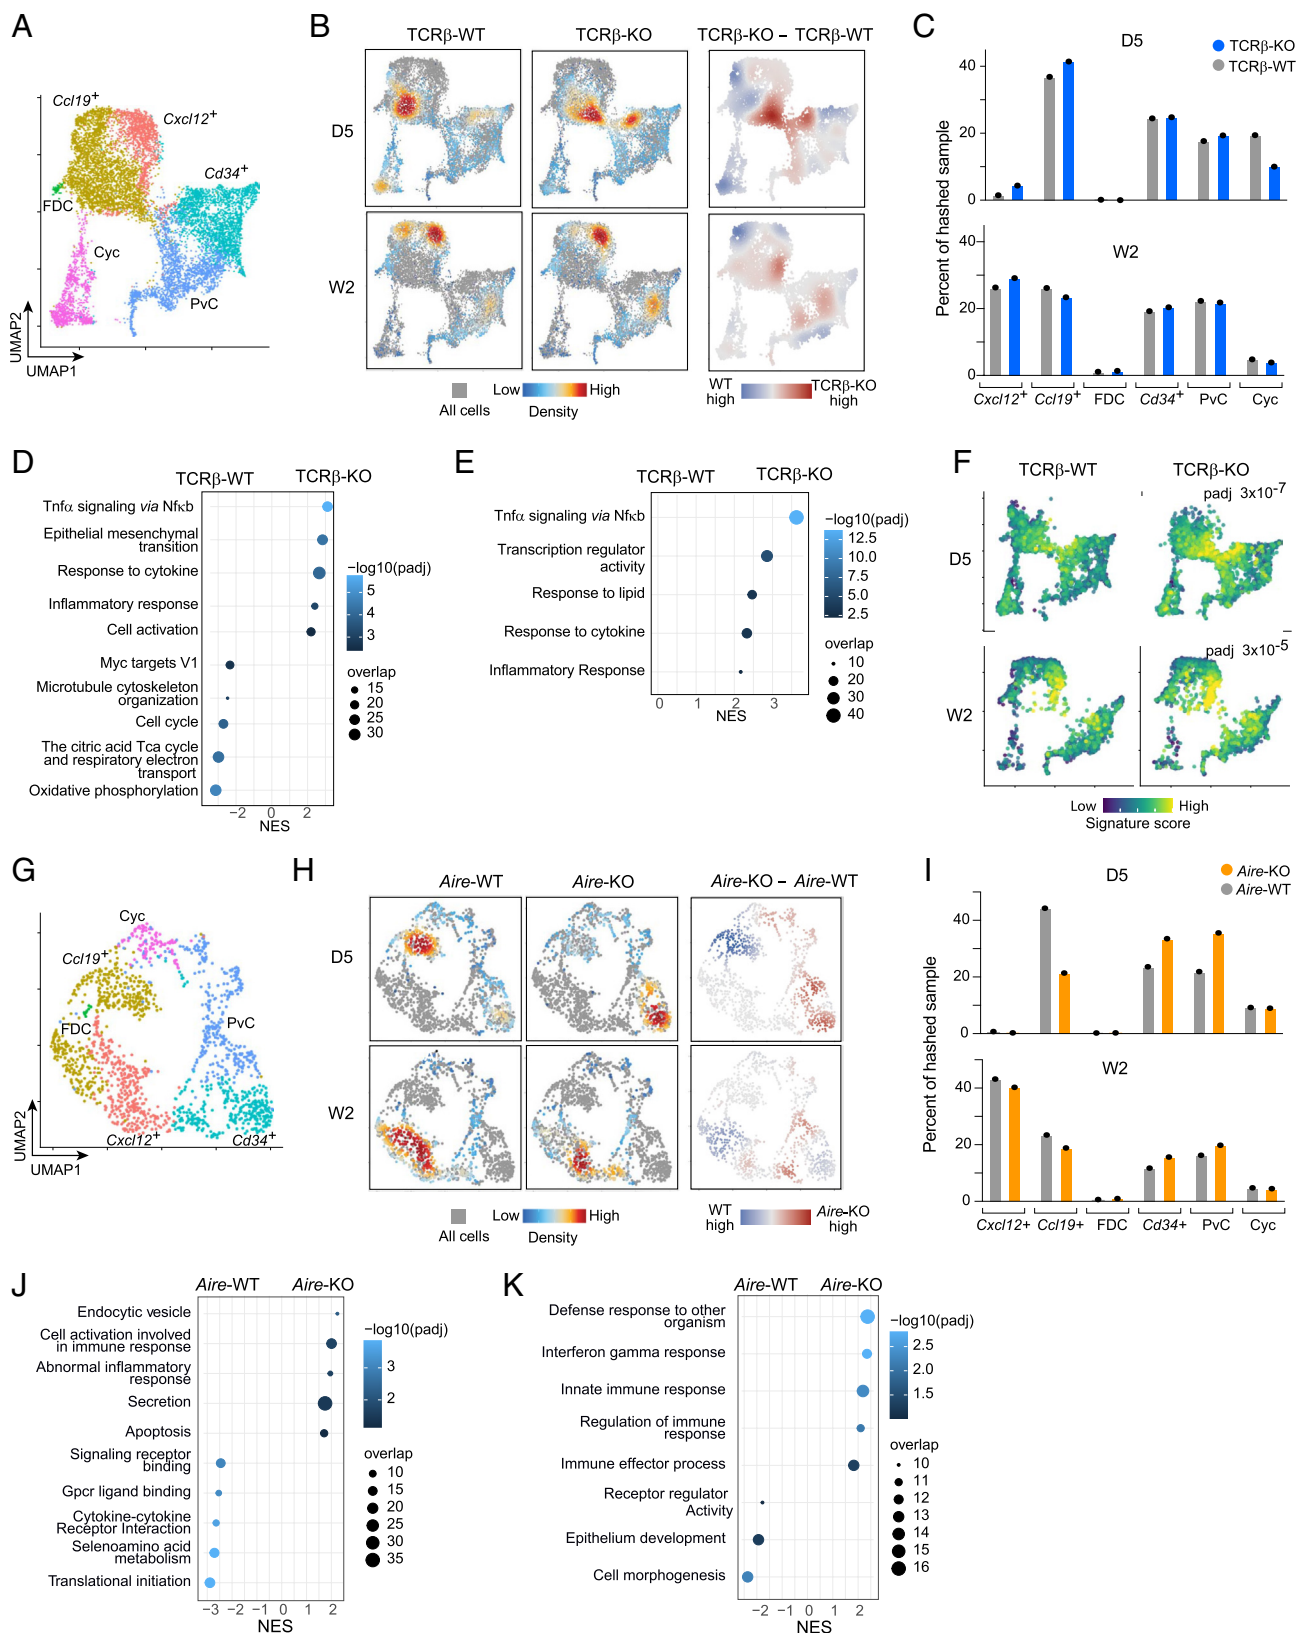 A
Ccl19+
Cxcl12+
Cd34+
FDC
Cyc
PvC
UMAP2
UMAP1
B
TCRβ-WT
TCRβ-KO
TCRβ-KO – TCRβ-WT
D5
W2
All cells
Low
High
Density
WT high
TCRβ-KO high
C
D5
TCRβ-KO
TCRβ-WT
40
20
0
W2
40
20
0
Percent of hashed sample
Cxcl12+
Ccl19+
FDC
Cd34+
PvC
Cyc
D
TCRβ-WT
TCRβ-KO
Tnfα signaling via Nfκb
Epithelial mesenchymal
transition
Response to cytokine
Inflammatory response
Cell activation
Myc targets V1
Microtubule cytoskeleton
organization
Cell cycle
The citric acid Tca cycle
and respiratory electron
transport
Oxidative phosphorylation
−2
0
2
NES
−log10(padj)
5
4
3
overlap
15
20
25
30
E
TCRβ-WT
TCRβ-KO
Tnfα signaling via Nfκb
Transcription regulator
activity
Response to lipid
Response to cytokine
Inflammatory Response
0
1
2
3
NES
−log10(padj)
12.5
10.0
7.5
5.0
2.5
overlap
10
20
30
40
F
TCRβ-WT
TCRβ-KO
padj 3x10-7
D5
padj 3x10-5
W2
Low
High
Signature score
G
Cyc
Ccl19+
FDC
PvC
Cxcl12+
Cd34+
UMAP2
UMAP1
H
Aire-WT
Aire-KO
Aire-KO – Aire-WT
D5
W2
All cells
Low
High
Density
WT high
Aire-KO high
I
D5
Aire-KO
Aire-WT
40
20
0
W2
40
20
0
Percent of hashed sample
Cxcl12+
Ccl19+
FDC
Cd34+
PvC
Cyc
J
Aire-WT
Aire-KO
Endocytic vesicle
Cell activation involved
in immune response
Abnormal inflammatory
response
Secretion
Apoptosis
Signaling receptor
binding
Gpcr ligand binding
Cytokine-cytokine
Receptor Interaction
Selenoamino acid
metabolism
Translational initiation
−3
−2
−1
0
1
2
NES
−log10(padj)
3
2
overlap
10
15
20
25
30
35
K
Aire-WT
Aire-KO
Defense response to other
organism
Interferon gamma response
Innate immune response
Regulation of immune
response
Immune effector process
Receptor regulator
Activity
Epithelium development
Cell morphogenesis
−2
−1
0
1
2
NES
−log10(padj)
2.5
2.0
1.5
overlap
10
11
12
13
14
15
16